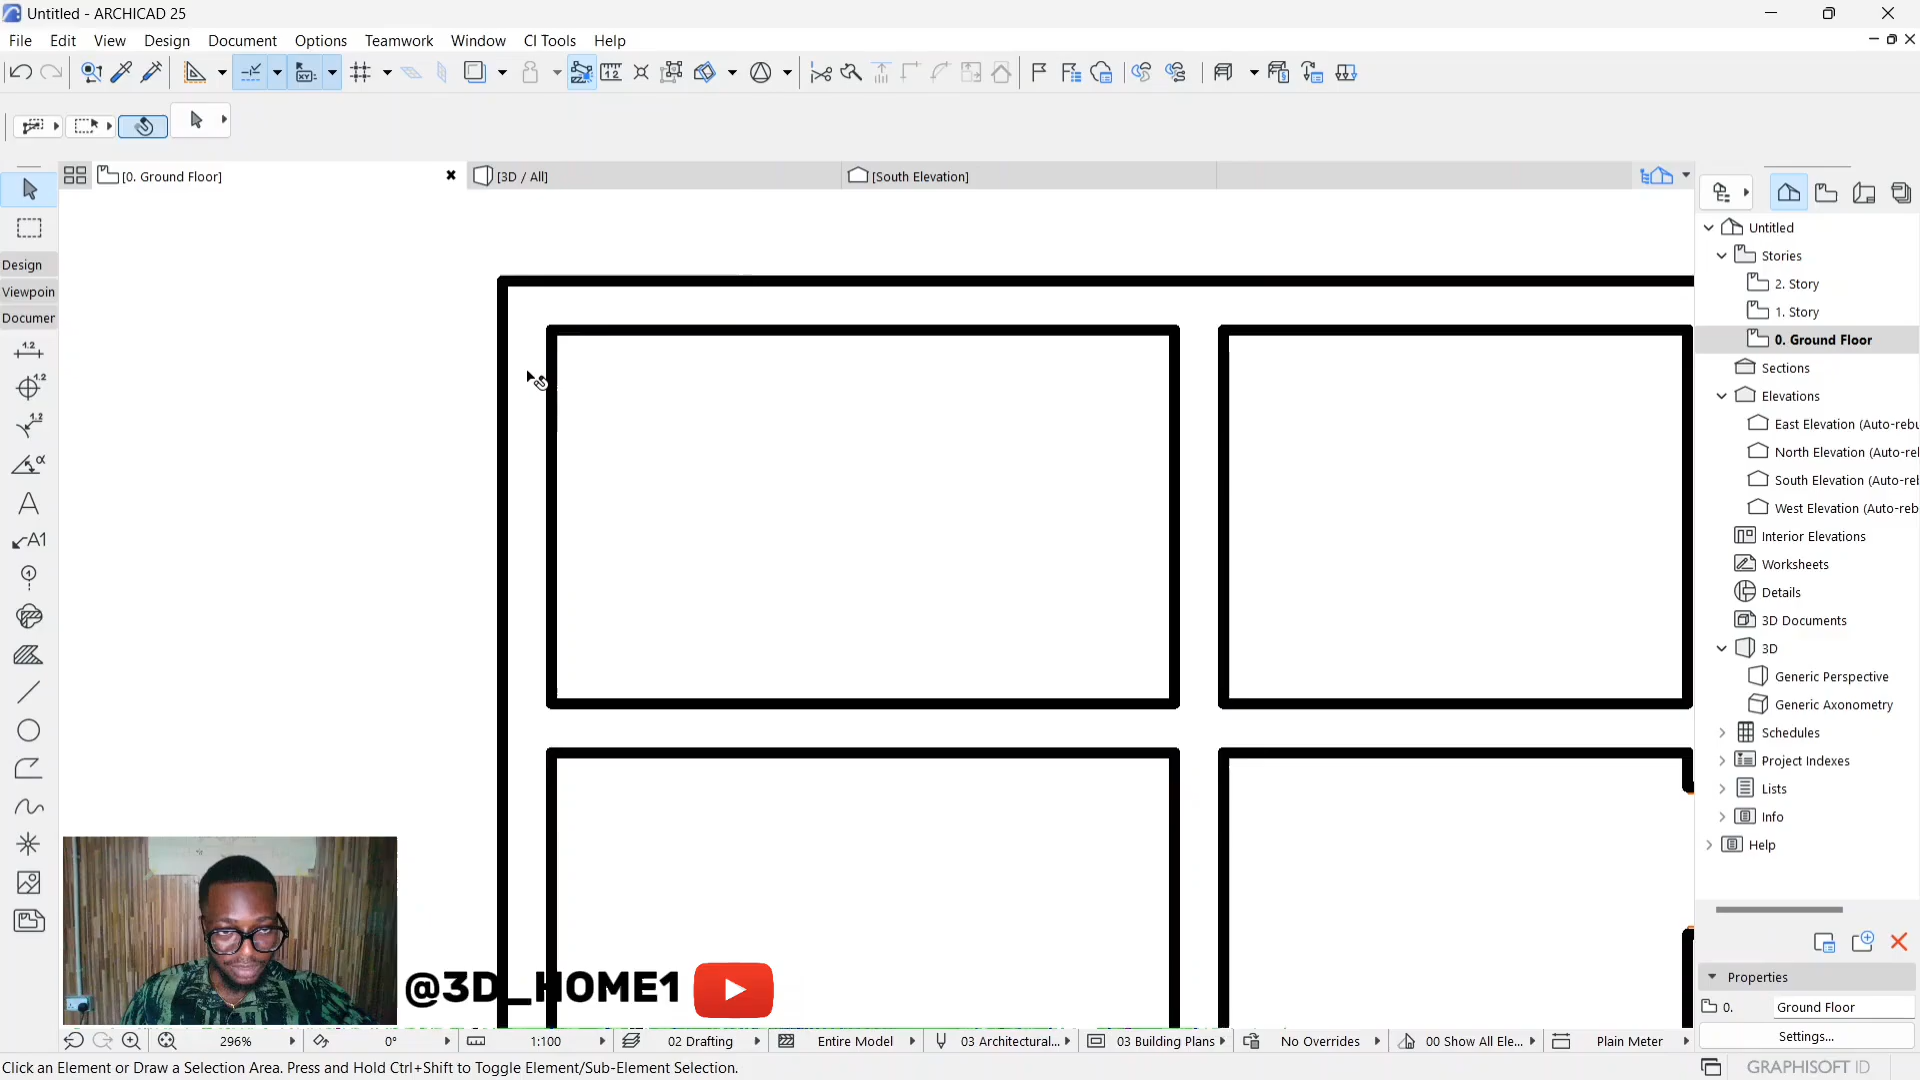 Untitled - ARCHICAD 25
File Edit View Design Document Options Teamwork Window CI Tools Help
[0. Ground Floor]
[3D / All]
[South Elevation]
Design
Viewpoin
Documer
Untitled
Stories
2. Story
1. Story
0. Ground Floor
Sections
Elevations
East Elevation (Auto-rebu
North Elevation (Auto-rel
South Elevation (Auto-rel
West Elevation (Auto-reb
Interior Elevations
Worksheets
Details
3D Documents
3D
Generic Perspective
Generic Axonometry
Schedules
Project Indexes
Lists
Info
Help
Properties
0. Ground Floor
Settings...
@3D_HOME1
296% 0° 1:100 02 Drafting Entire Model 03 Architectural... 03 Building Plans No Overrides 00 Show All Ele... Plain Meter
Click an Element or Draw a Selection Area. Press and Hold Ctrl+Shift to Toggle Element/Sub-Element Selection.
GRAPHISOFT ID